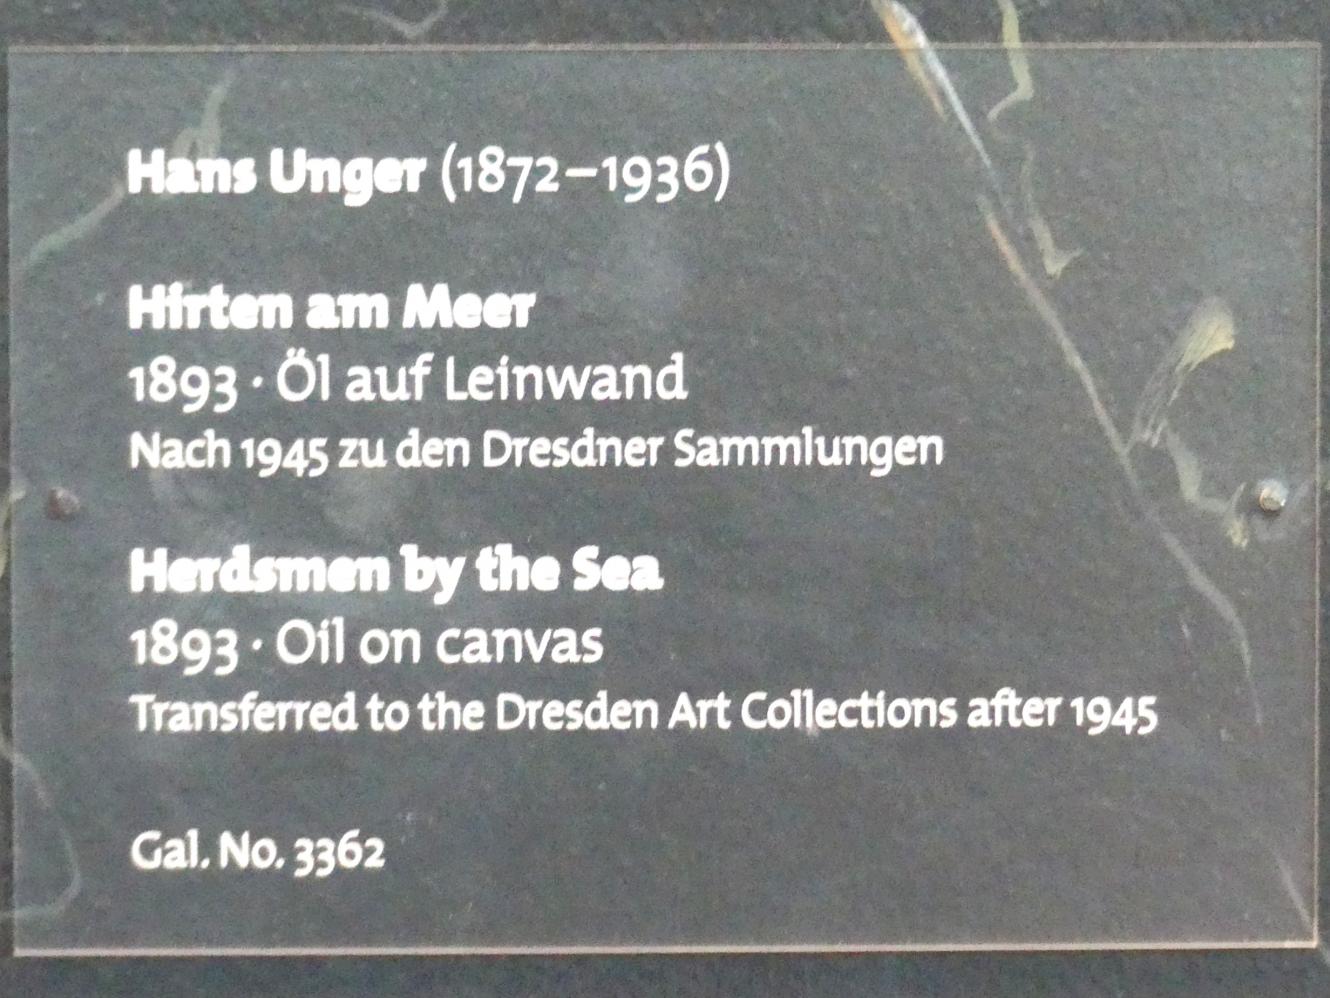 Hans Unger (1872–1936)
Hirten am Meer
1893 · Öl auf Leinwand
Nach 1945 zu den Dresdner Sammlungen
Herdsmen by the Sea
1893 · Oil on canvas
Transferred to the Dresden Art Collections after 1945
Gal. No. 3362